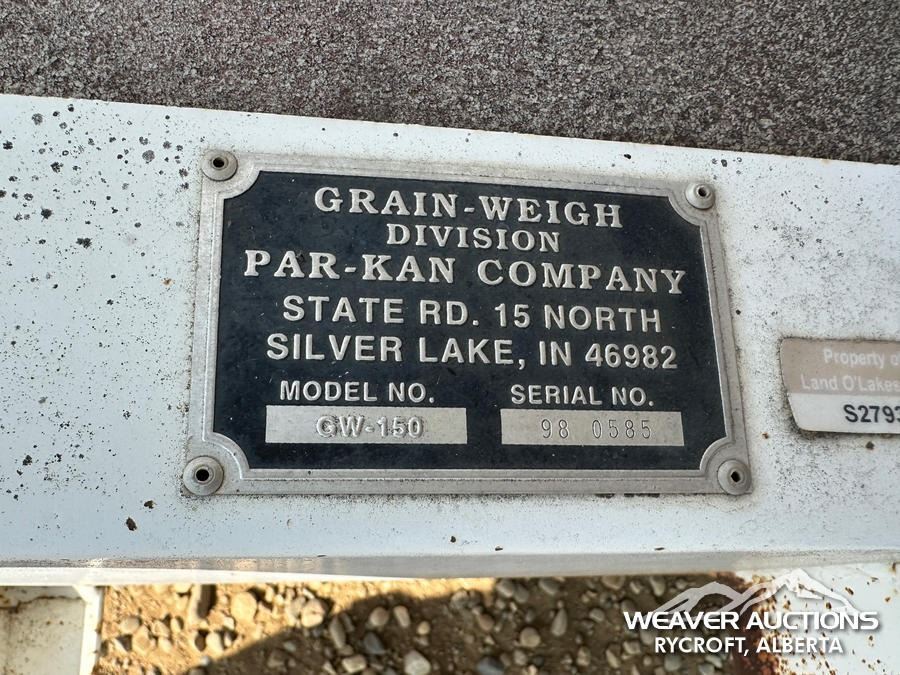 GRAIN-WEIGH
DIVISION
PAR-KAN COMPANY
STATE RD. 15 NORTH
SILVER LAKE, IN 46982
MODEL NO. SERIAL NO.
GW-150 98 0585
Property of
Land O'Lakes
S2793
WEAVER AUCTIONS
RYCROFT, ALBERTA